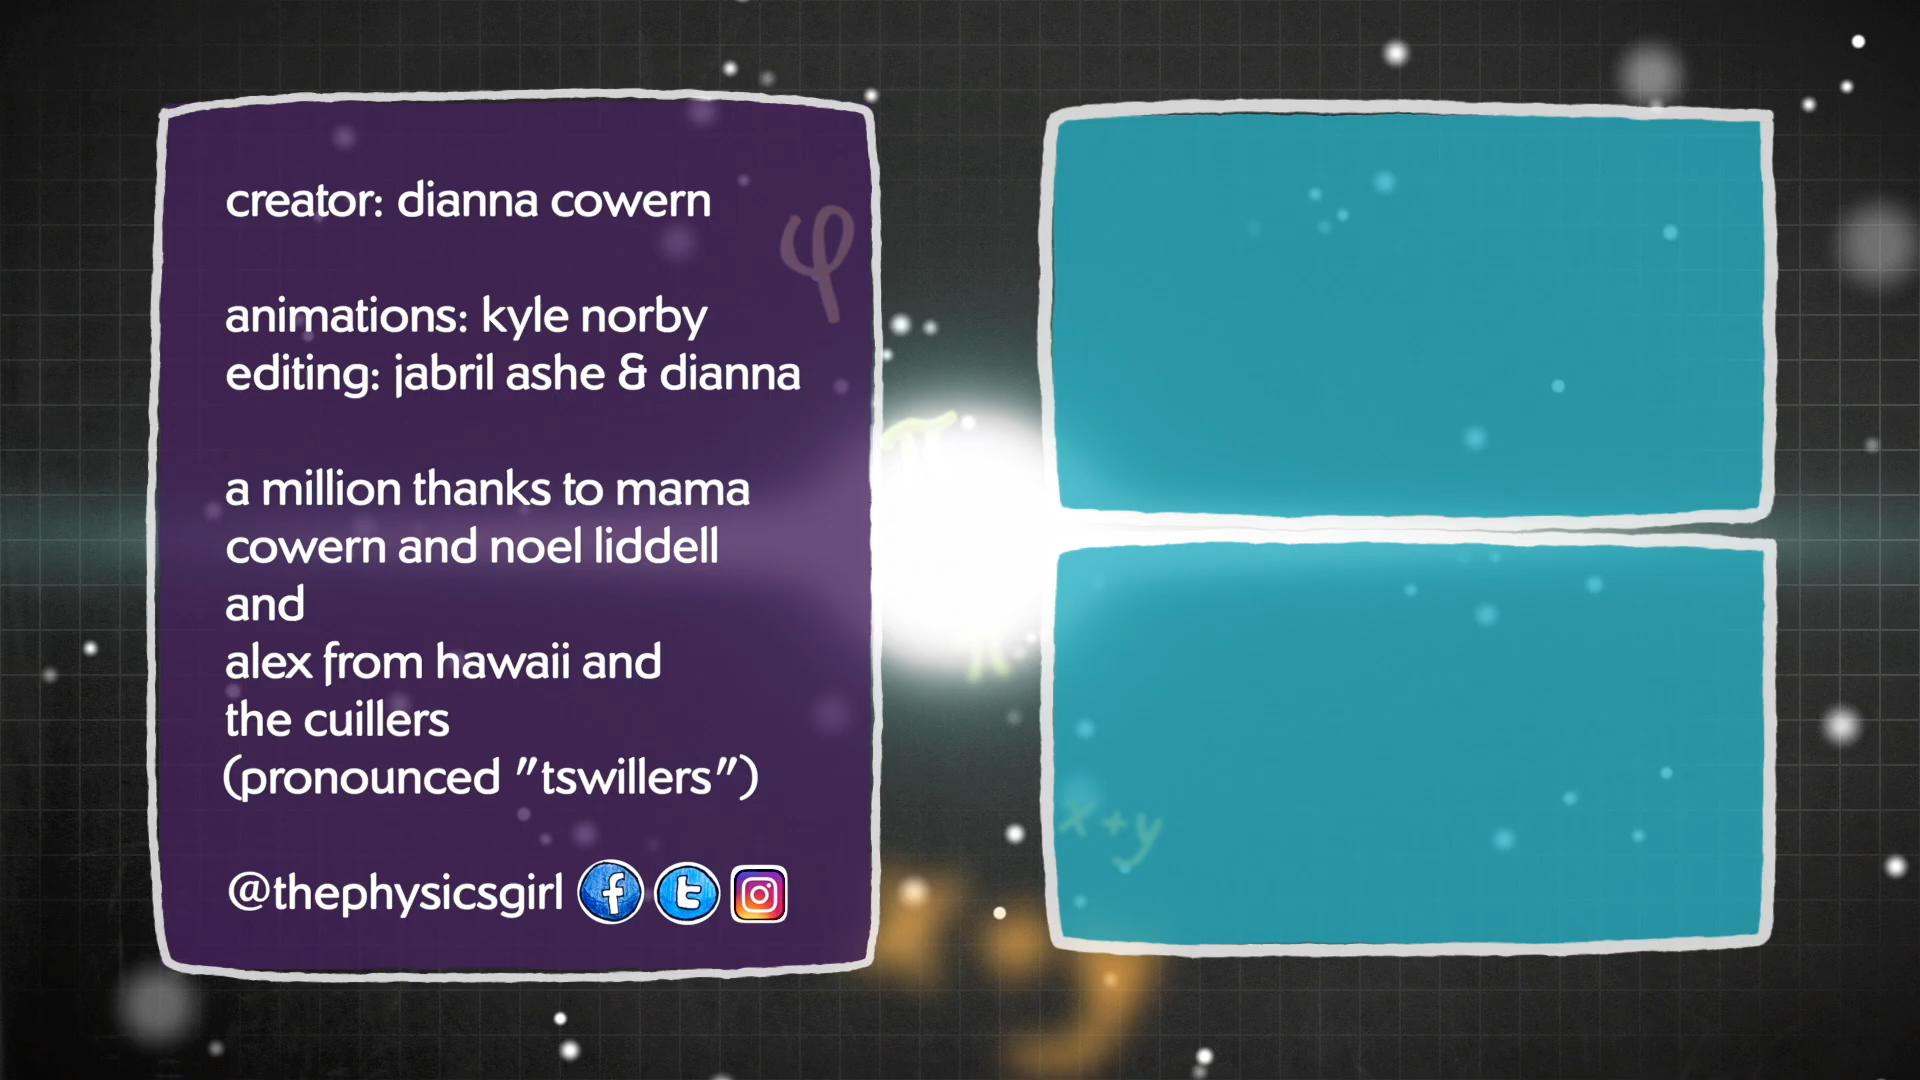 creator: dianna cowern
animations: kyle norby
editing: jabril ashe & dianna
a million thanks to mama
cowern and noel liddell
and
alex from hawaii and
the cuillers
(pronounced "tswillers")
@thephysicsgirl
φ
π
π
x+y